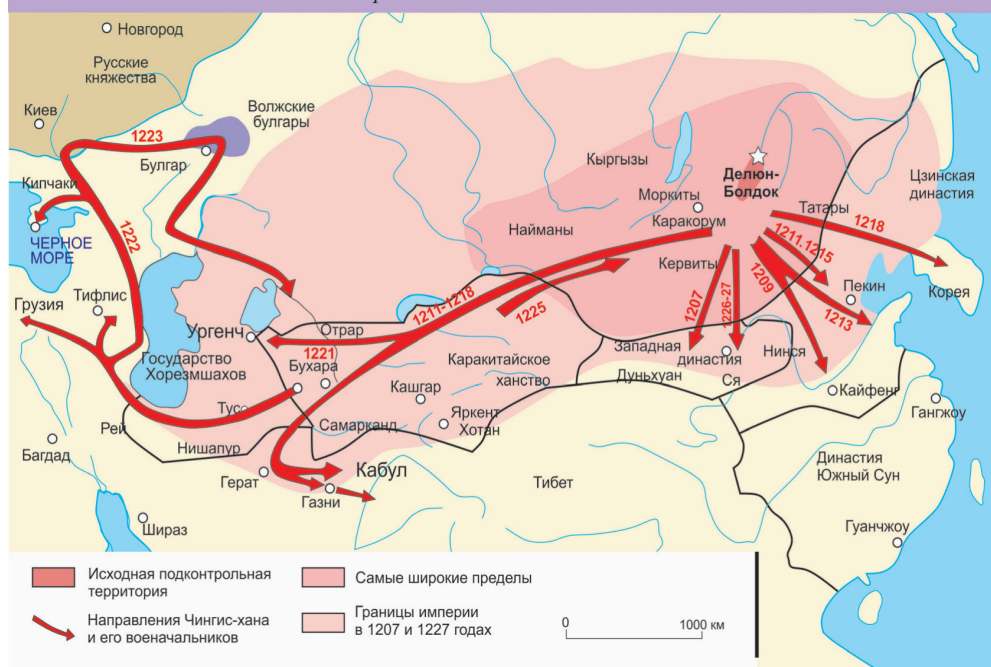 Новгород
Русские
княжества
Киев
Волжские
булгары
1223
Булгар
Кипчаки
ЧЕРНОЕ
МОРЕ
1222
Кыргызы
Делюн-
Болдок
Цзинская
династия
Моркиты
Каракорум
Татары
1218
Найманы
Кервиты
1211.1215
1209
Пекин
Корея
Грузия
Тифлис
1211-1218
1225
1207
1226-27
1213
Ургенч
Отрар
1221
Государство
Хорезмшахов
Бухара
Каракитайское
ханство
Западная
династия
Ся
Нинся
Дуньхуан
Кашгар
Кайфенг
Гангжоу
Тус
Самарканд
Яркент
Хотан
Рей
Нишапур
Багдад
Герат
Кабул
Газни
Тибет
Династия
Южный Сун
Шираз
Гуанчжоу
Исходная подконтрольная
территория
Направления Чингис-хана
и его военачальников
Самые широкие пределы
Границы империи
в 1207 и 1227 годах
0
1000 км